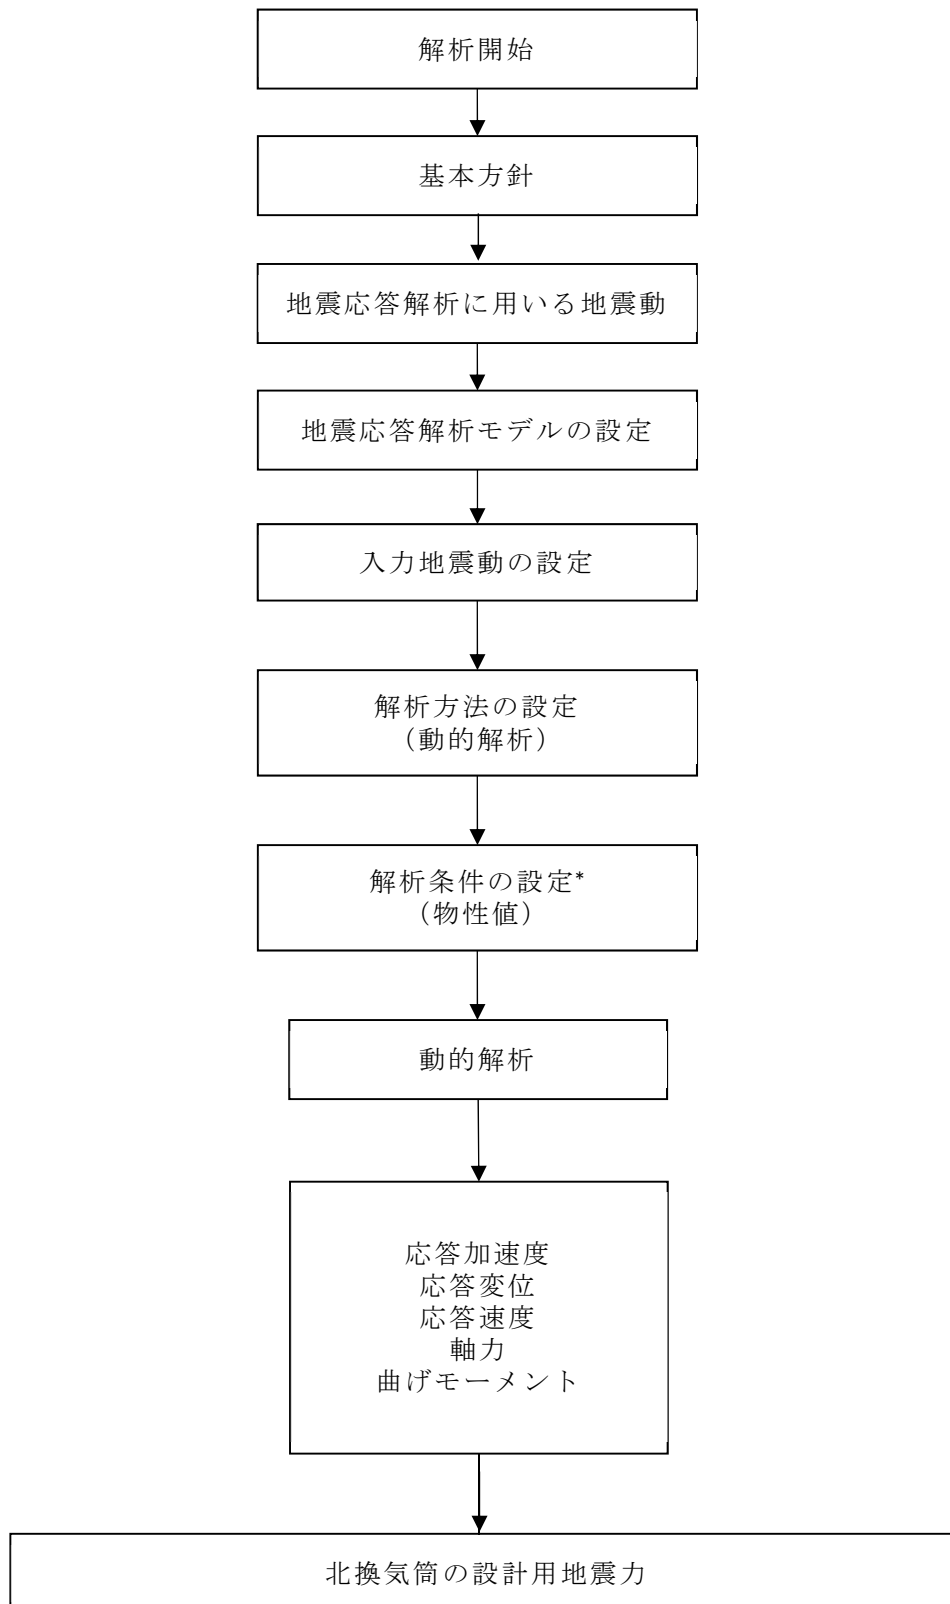 解析開始
基本方針
地震応答解析に用いる地震動
地震応答解析モデルの設定
入力地震動の設定
解析方法の設定
（動的解析）
解析条件の設定*
（物性値）
動的解析
応答加速度
応答変位
応答速度
軸力
曲げモーメント
北換気筒の設計用地震力